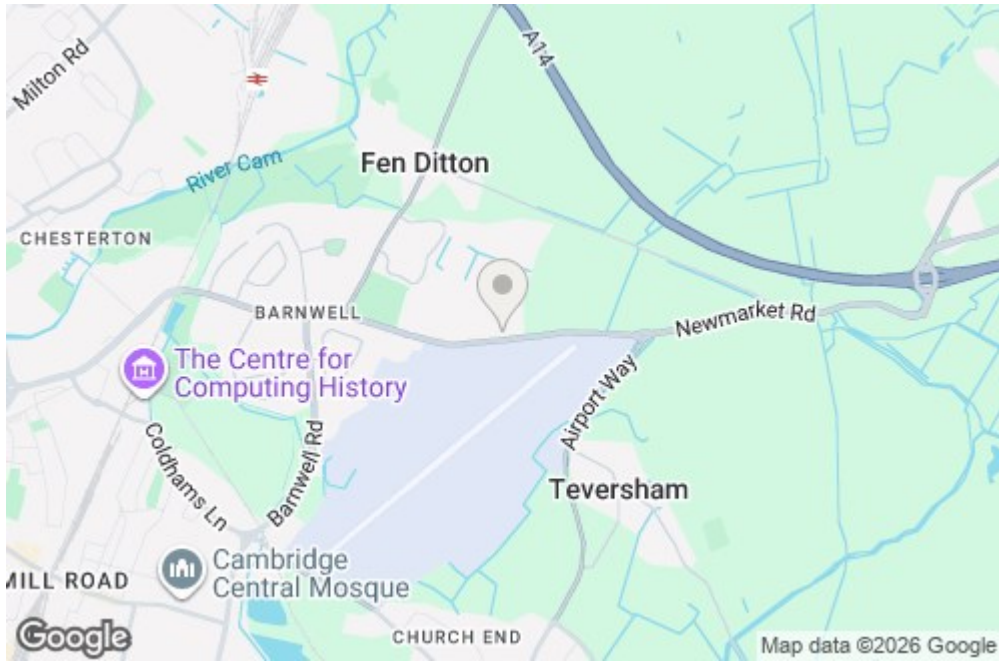 Milton Rd
A14
River Cam
Fen Ditton
CHESTERTON
BARNWELL
Newmarket Rd
The Centre for
Computing History
Airport Way
Coldhams Ln
Barnwell Rd
Teversham
Cambridge
Central Mosque
MILL ROAD
CHURCH END
Google
Map data ©2026 Google